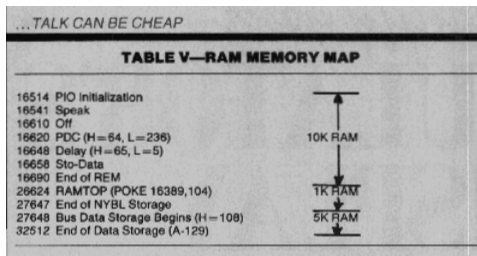 ...TALK CAN BE CHEAP
TABLE V—RAM MEMORY MAP
16514 PIO Initialization
16541 Speak
16610 Off
16620 PDC (H=64, L=236)
16648 Delay (H=65, L=5)
16658 Sto-Data
16690 End of REM
26624 RAMTOP (POKE 16389,104)
27647 End of NYBL Storage
27648 Bus Data Storage Begins (H=108)
32512 End of Data Storage (A-129)
10K RAM
1K RAM
5K RAM